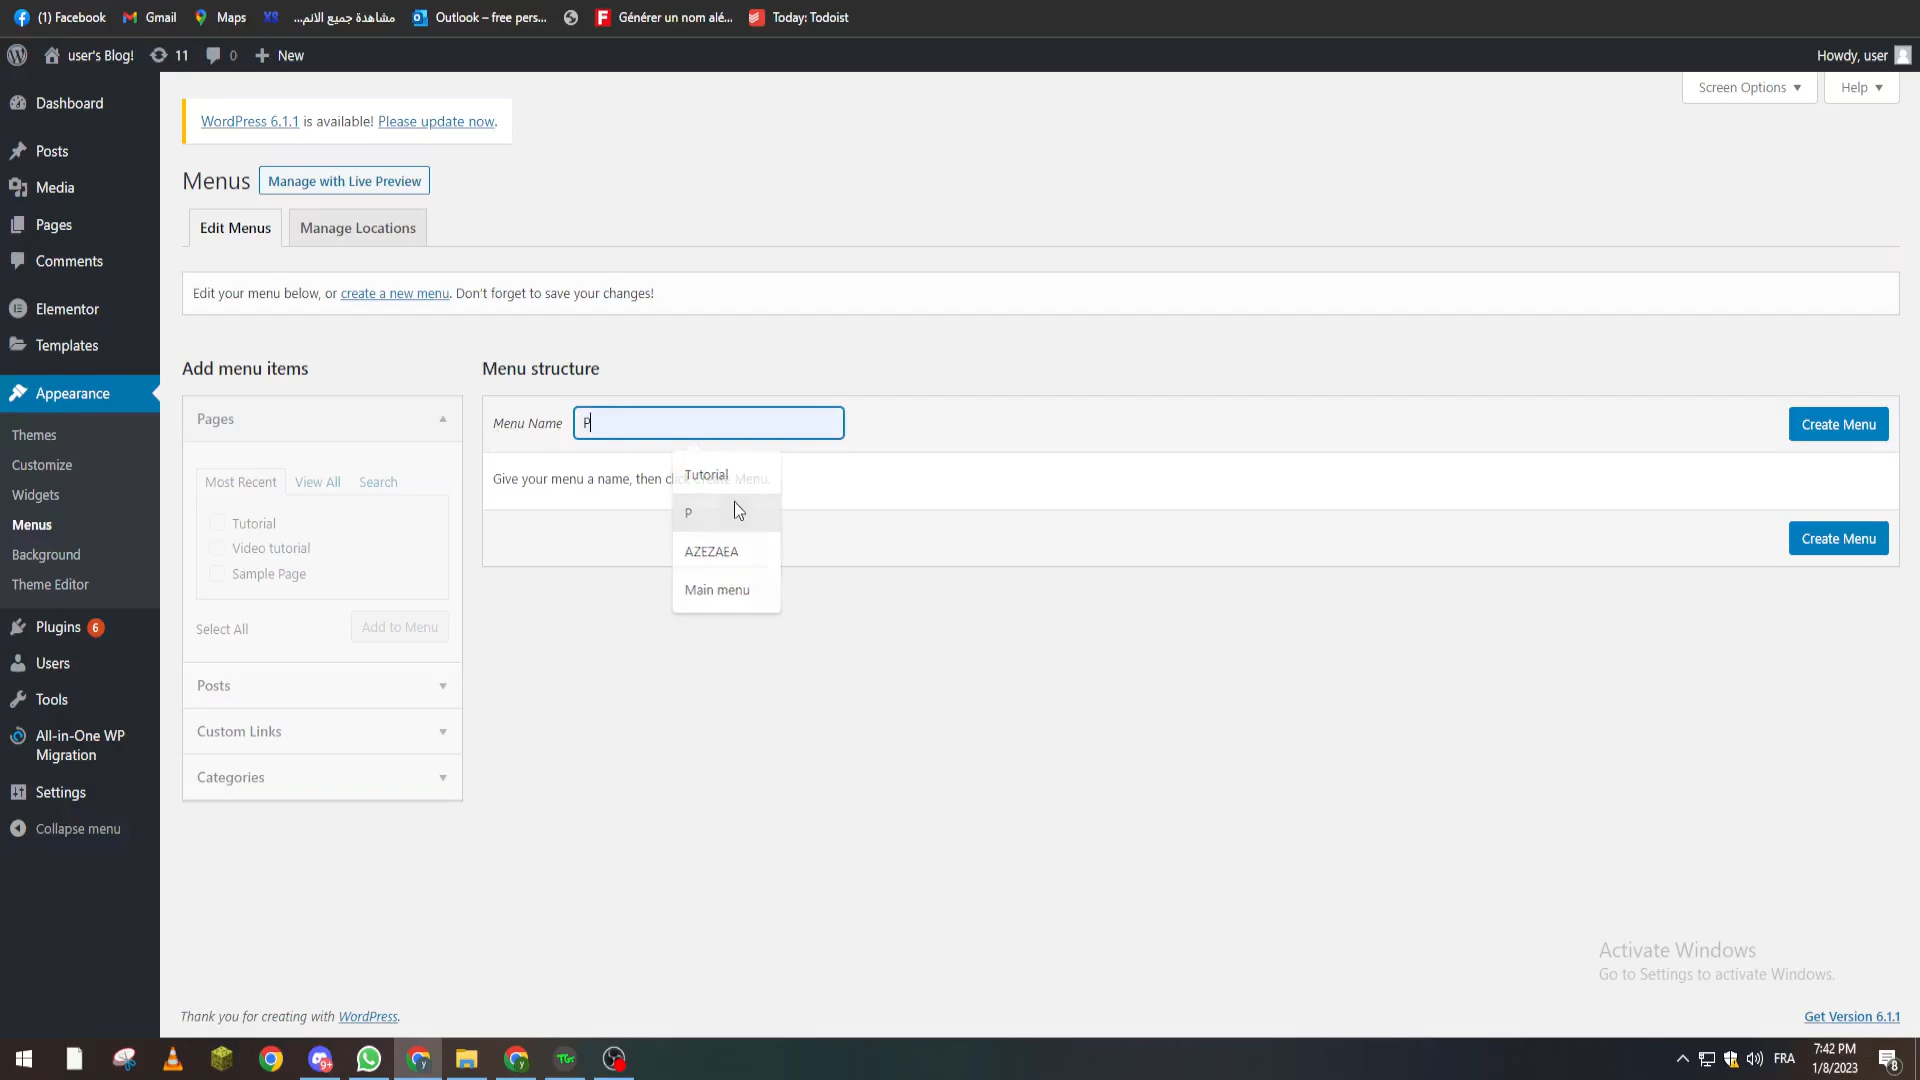 (1) Facebook
Gmail
Maps
مشاهدة جميع الانم...
Outlook – free pers...
Générer un nom alé...
Today: Todoist
user's Blog!
11
0
New
Howdy, user
Screen Options
Help
WordPress 6.1.1 is available! Please update now.
Menus
Manage with Live Preview
Edit Menus
Manage Locations
Edit your menu below, or create a new menu. Don't forget to save your changes!
Dashboard
Posts
Media
Pages
Comments
Elementor
Templates
Appearance
Themes
Customize
Widgets
Menus
Background
Theme Editor
Plugins 6
Users
Tools
All-in-One WP
Migration
Settings
Collapse menu
Add menu items
Pages
Most Recent
View All
Search
Tutorial
Video tutorial
Sample Page
Select All
Add to Menu
Posts
Custom Links
Categories
Menu structure
Menu Name
P
Create Menu
Give your menu a name, then click Create Menu.
Tutorial
P
AZEZAEA
Main menu
Create Menu
Activate Windows
Go to Settings to activate Windows.
Thank you for creating with WordPress.
Get Version 6.1.1
9+
FRA
7:42 PM
1/8/2023
8